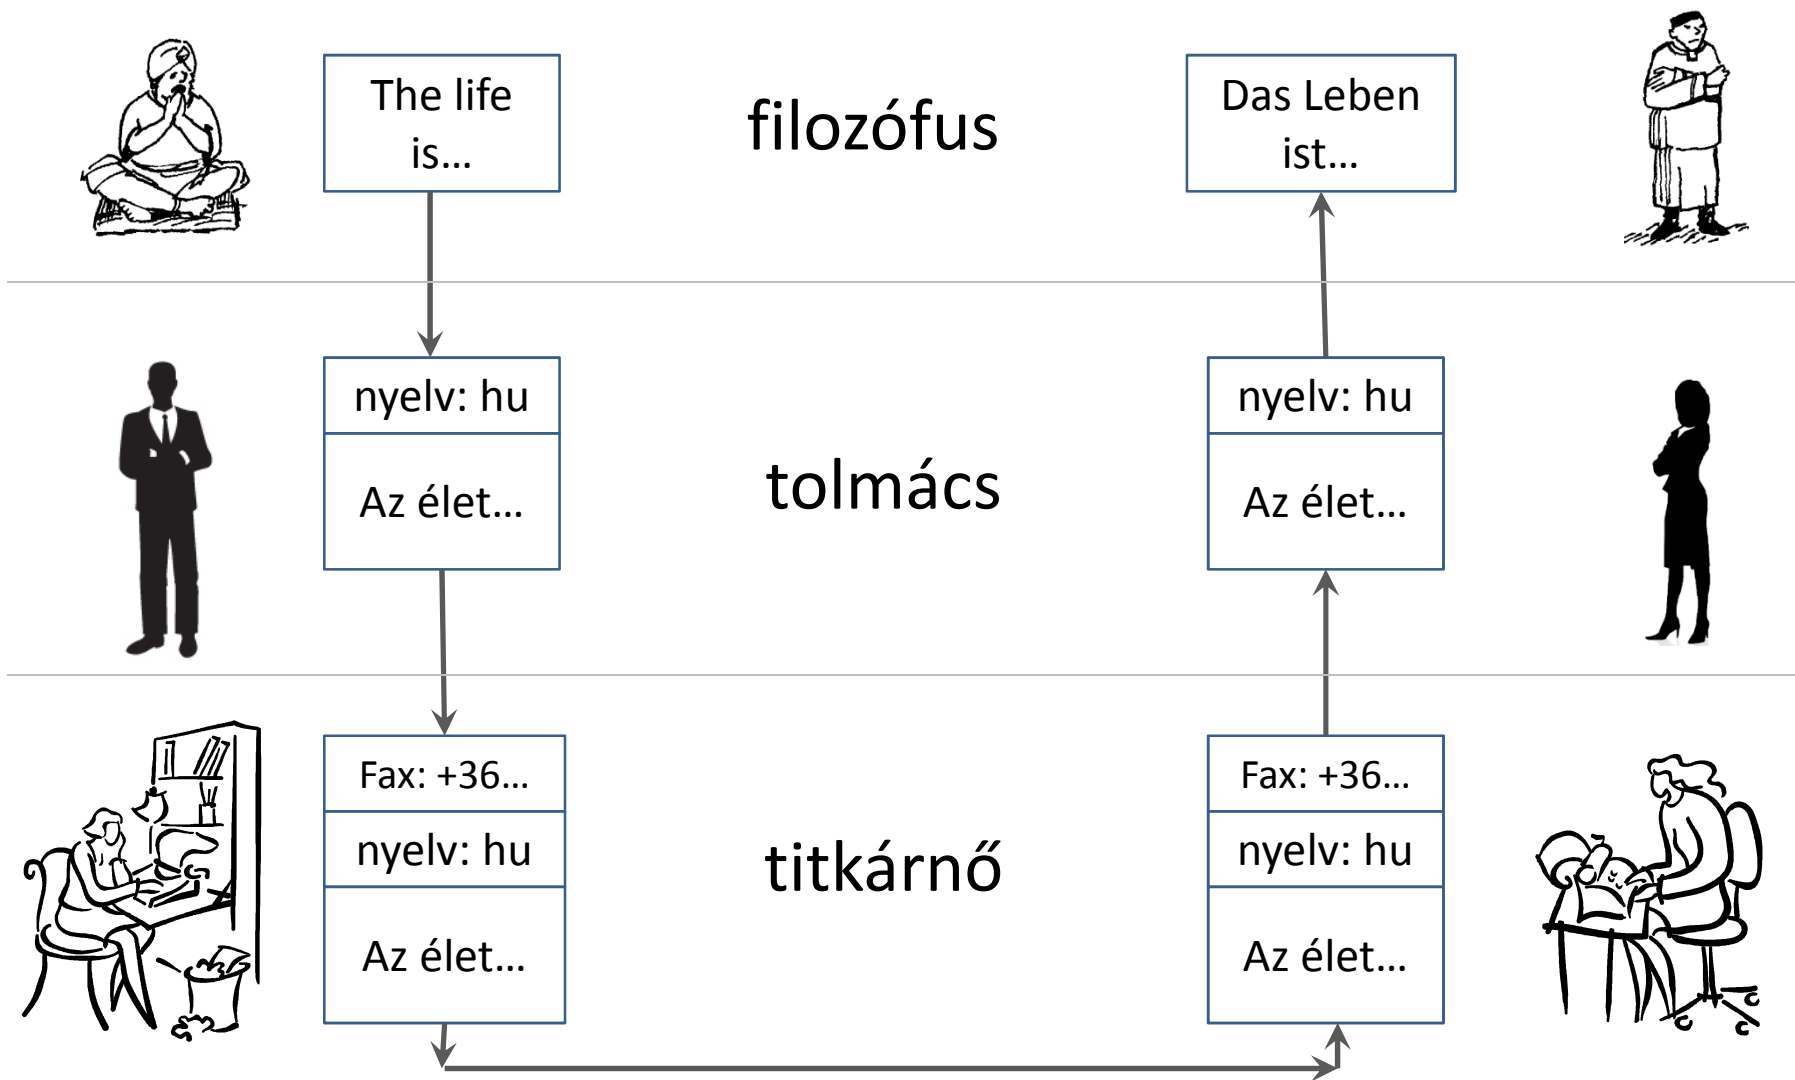 The life
is...
filozófus
Das Leben
ist...
nyelv: hu
Az élet...
tolmács
nyelv: hu
Az élet...
Fax: +36...
nyelv: hu
Az élet...
titkárnő
Fax: +36...
nyelv: hu
Az élet...